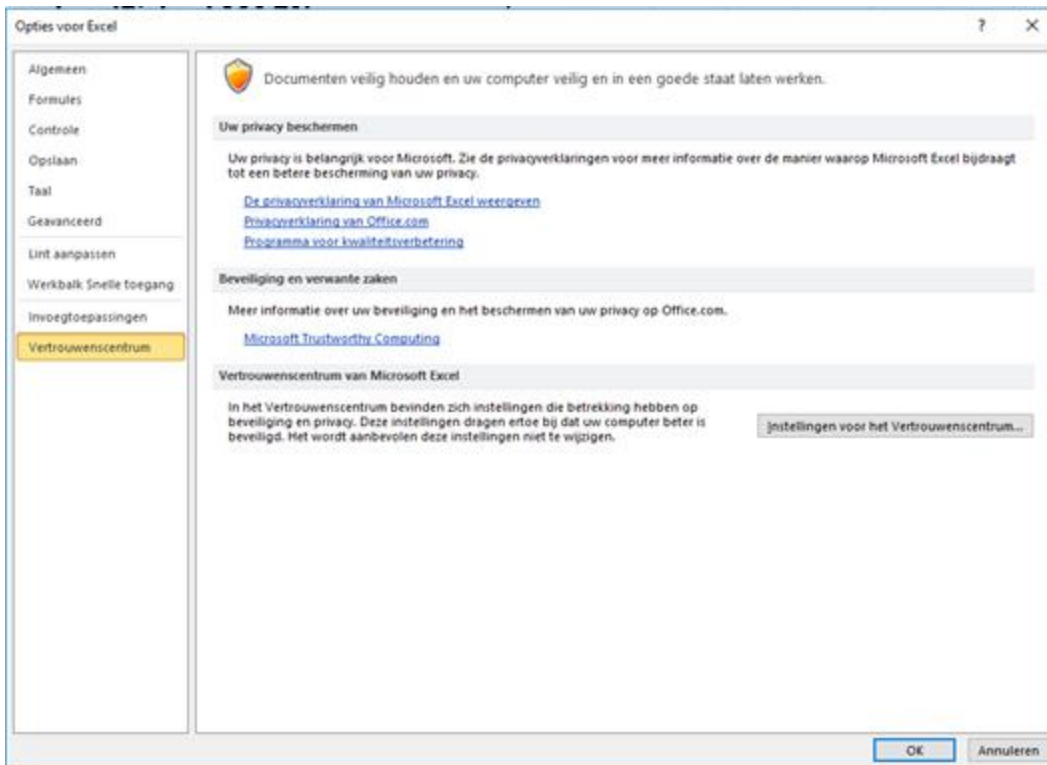 Opties voor Excel
?
Algemeen
Formules
Controle
Opslaan
Taal
Geavanceerd
Lint aanpassen
Werkbalk Snelle toegang
Invoegtoepassingen
Vertrouwenscentrum
Documenten veilig houden en uw computer veilig en in een goede staat laten werken.
Uw privacy beschermen
Uw privacy is belangrijk voor Microsoft. Zie de privacyverklaringen voor meer informatie over de manier waarop Microsoft Excel bijdraagt
tot een betere bescherming van uw privacy.
De privacyverklaring van Microsoft Excel weergeven
Privacyverklaring van Office.com
Programma voor kwaliteitsverbetering
Beveiliging en verwante zaken
Meer informatie over uw beveiliging en het beschermen van uw privacy op Office.com.
Microsoft Trustworthy Computing
Vertrouwenscentrum van Microsoft Excel
In het Vertrouwenscentrum bevinden zich instellingen die betrekking hebben op
beveiliging en privacy. Deze instellingen dragen ertoe bij dat uw computer beter is
beveiligd. Het wordt aanbevolen deze instellingen niet te wijzigen.
Instellingen voor het Vertrouwenscentrum...
OK
Annuleren